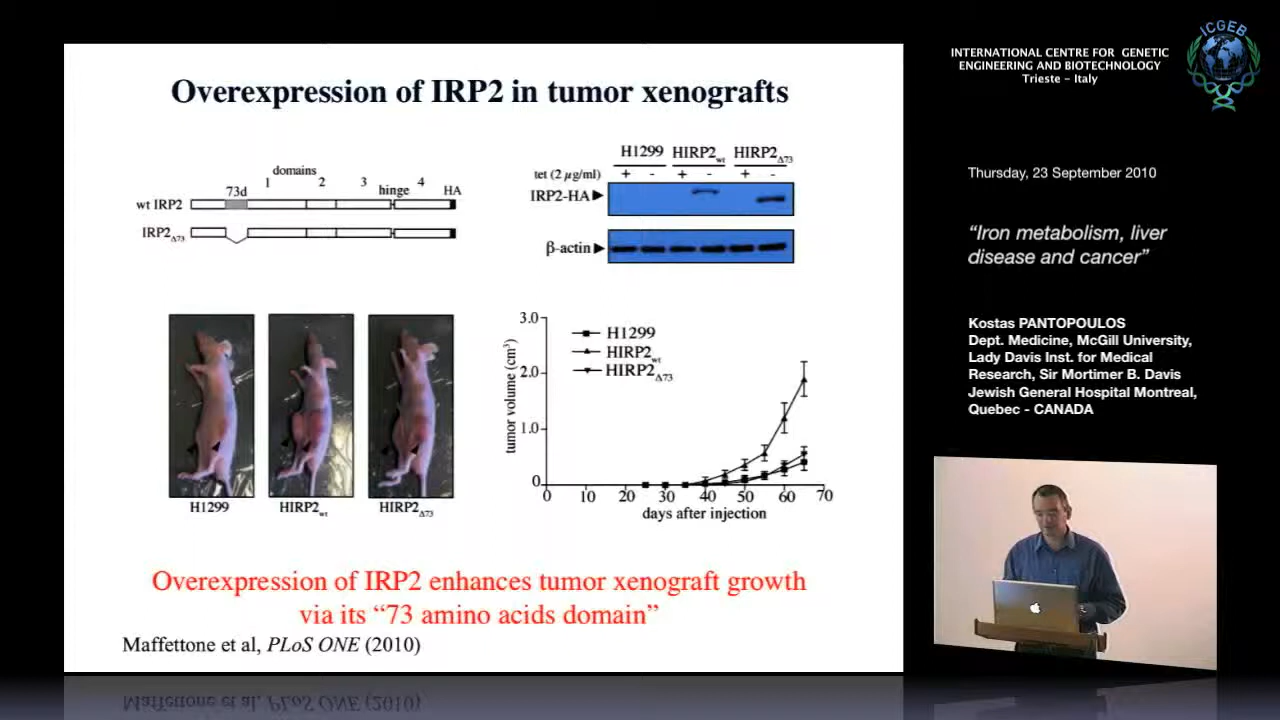 Overexpression of IRP2 in tumor xenografts
domains
73d 1 2 3 hinge 4 HA
wt IRP2
IRP2Δ73
H1299 HIRP2wt HIRP2Δ73
tet (2 µg/ml) + - + - + -
IRP2-HA
β-actin
H1299
HIRP2wt
HIRP2Δ73
3.0
2.0
1.0
0
tumor volume (cm3)
H1299
HIRP2wt
HIRP2Δ73
0 10 20 30 40 50 60 70
days after injection
Overexpression of IRP2 enhances tumor xenograft growth
via its “73 amino acids domain”
Maffettone et al, PLoS ONE (2010)
INTERNATIONAL CENTRE FOR GENETIC
ENGINEERING AND BIOTECHNOLOGY
Trieste - Italy
ICGEB
Thursday, 23 September 2010
“Iron metabolism, liver
disease and cancer”
Kostas PANTOPOULOS
Dept. Medicine, McGill University,
Lady Davis Inst. for Medical
Research, Sir Mortimer B. Davis
Jewish General Hospital Montreal,
Quebec - CANADA